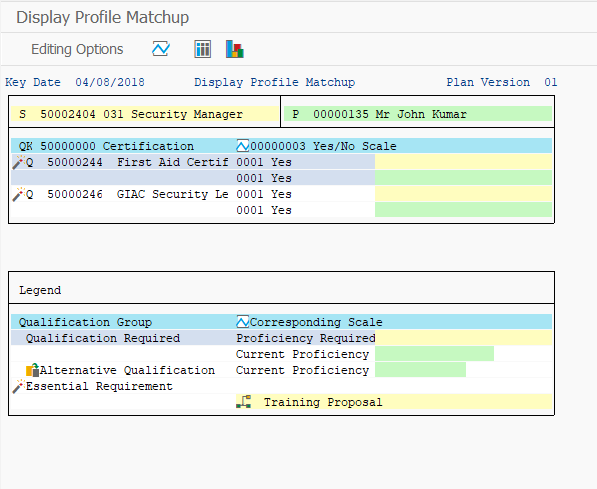 Display Profile Matchup
Editing Options
Key Date 04/08/2018 Display Profile Matchup Plan Version 01
S 50002404 031 Security Manager P 00000135 Mr John Kumar
QK 50000000 Certification 00000003 Yes/No Scale
Q 50000244 First Aid Certif 0001 Yes
0001 Yes
Q 50000246 GIAC Security Le 0001 Yes
0001 Yes
Legend
Qualification Group Corresponding Scale
Qualification Required Proficiency Required
Current Proficiency
Alternative Qualification Current Proficiency
Essential Requirement
Training Proposal